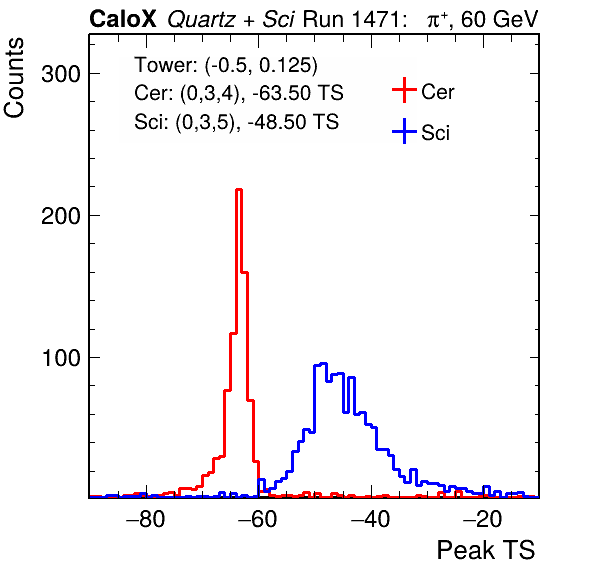 CaloX Quartz + Sci Run 1471: π⁺, 60 GeV
Counts
Tower: (-0.5, 0.125)
Cer: (0,3,4), -63.50 TS
Sci: (0,3,5), -48.50 TS
Cer
Sci
300
200
100
−80 −60 −40 −20
Peak TS